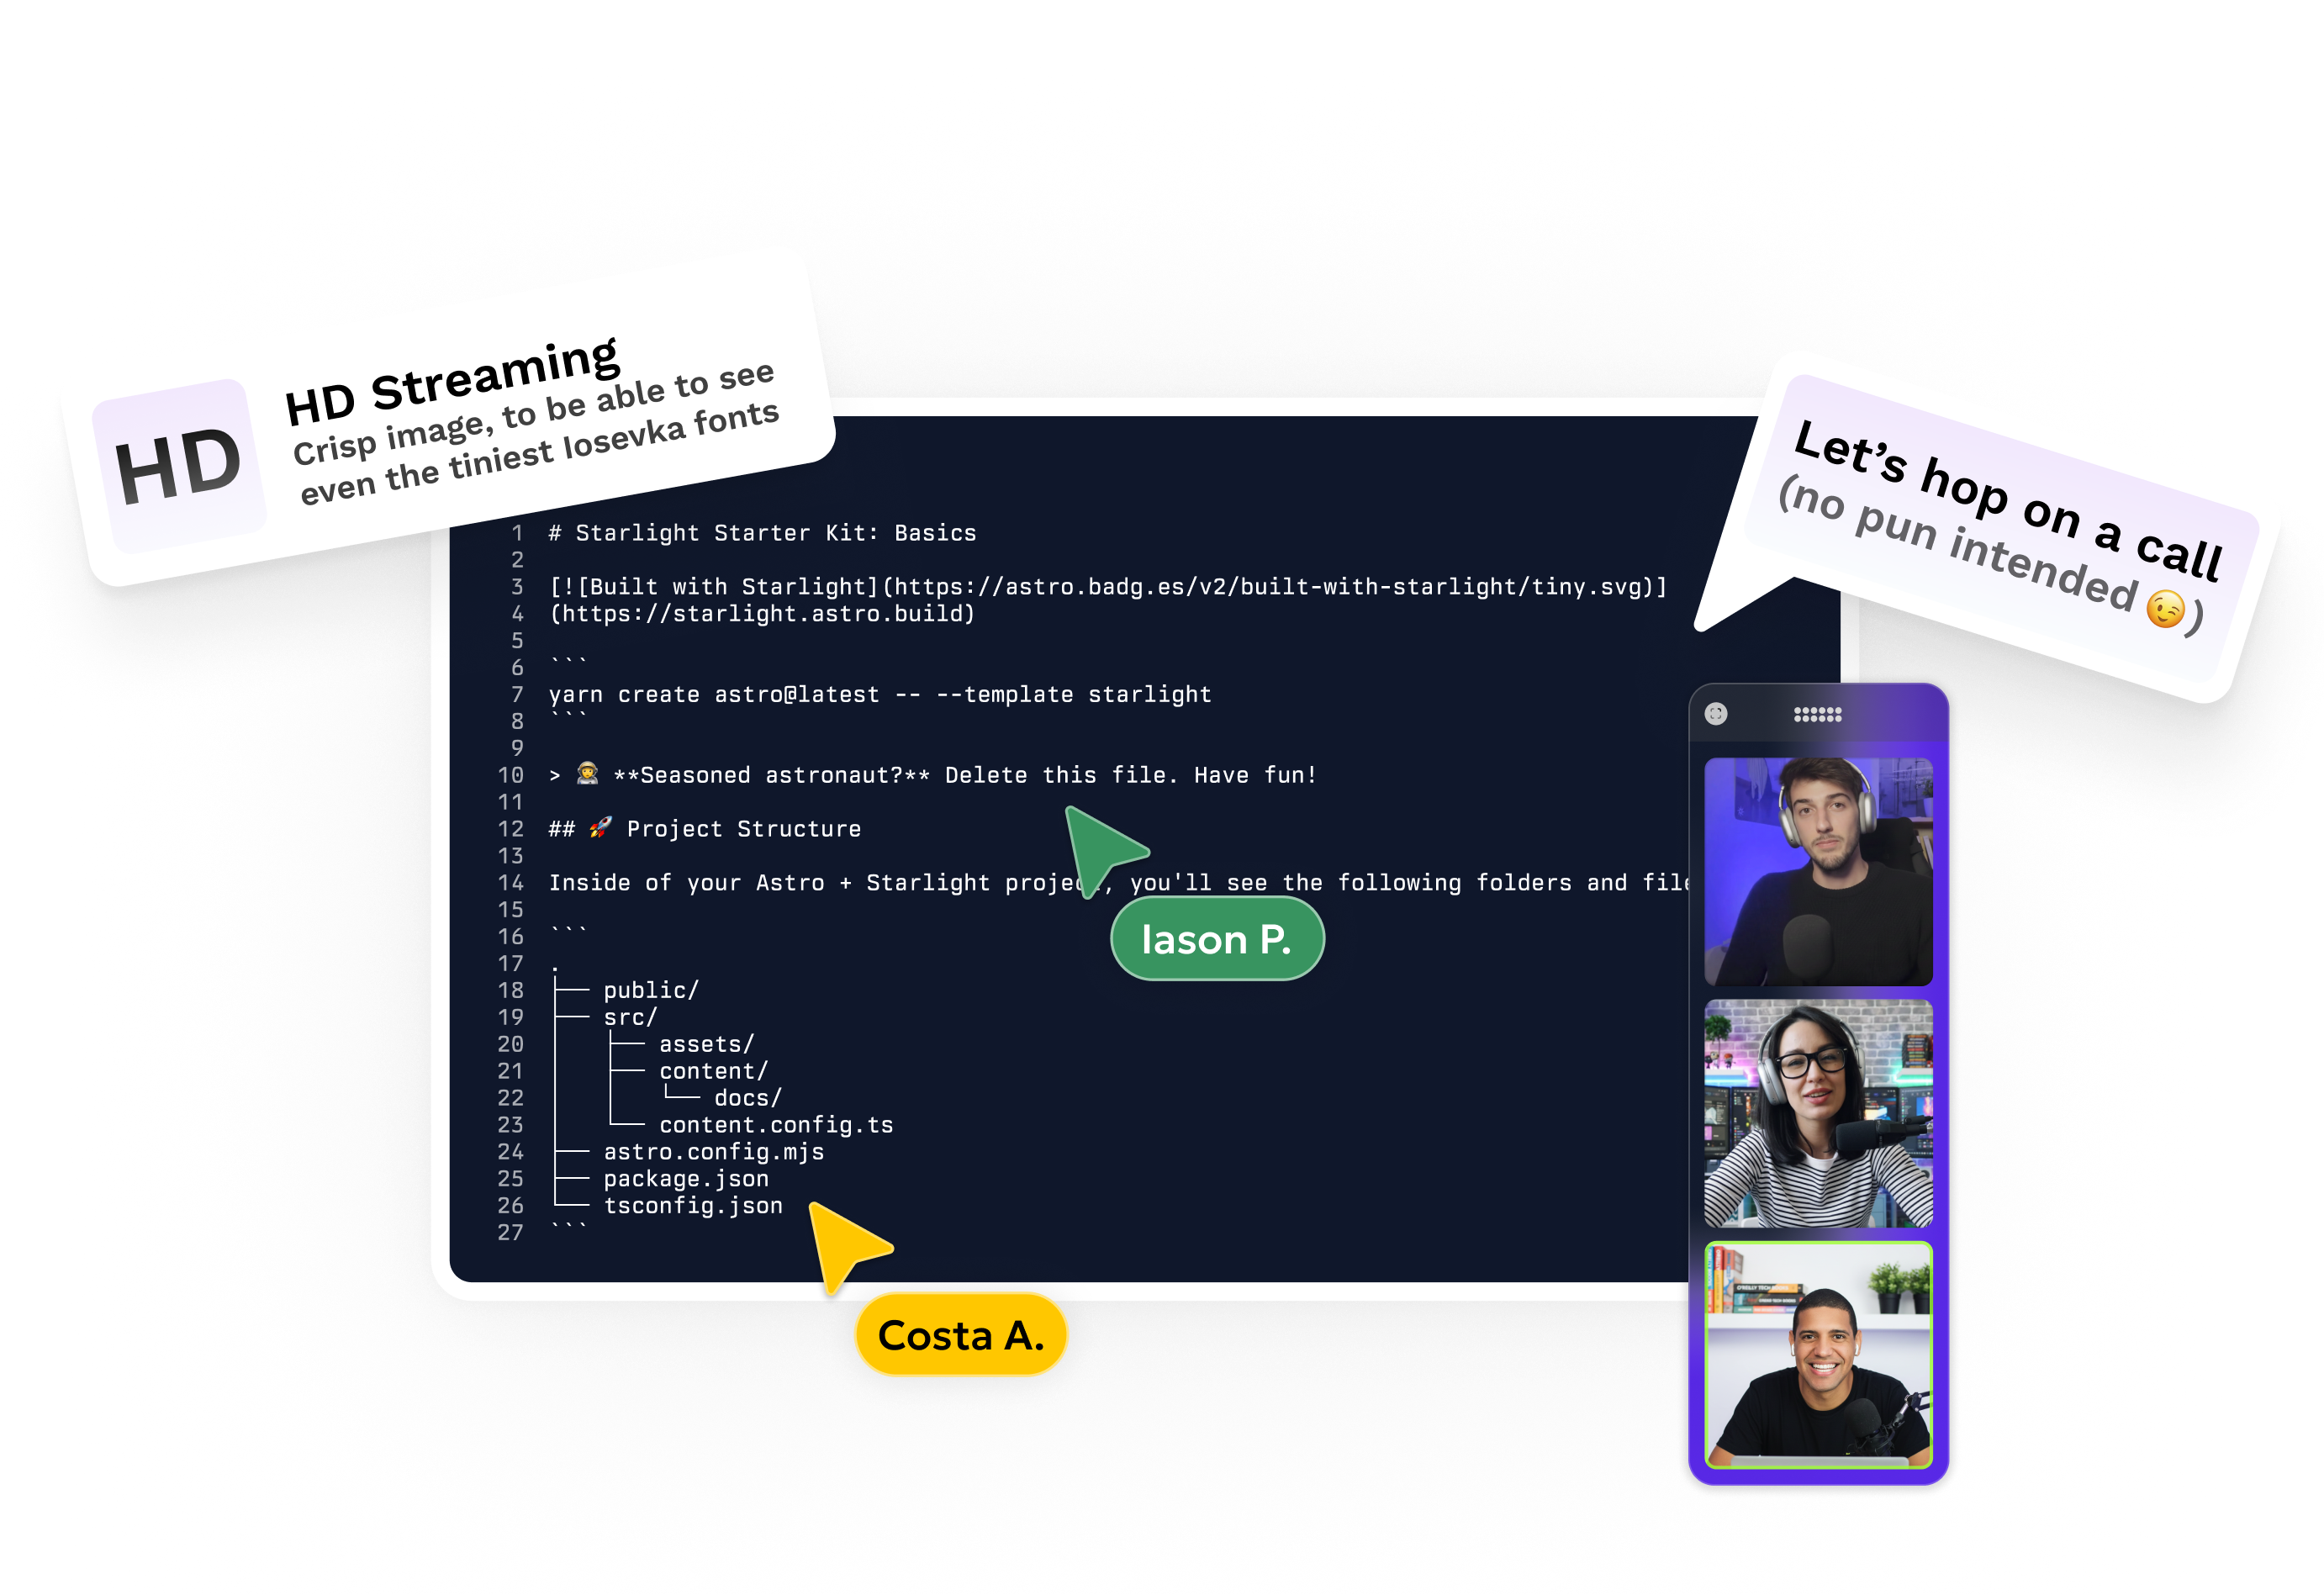 HD
HD Streaming
Crisp image, to be able to see
even the tiniest Iosevka fonts
Let’s hop on a call
(no pun intended 😉)
1 # Starlight Starter Kit: Basics
2
3 [![Built with Starlight](https://astro.badg.es/v2/built-with-starlight/tiny.svg)]
4 (https://starlight.astro.build)
5
6 ```
7 yarn create astro@latest -- --template starlight
8 ```
9
10 > 🧑‍🚀 **Seasoned astronaut?** Delete this file. Have fun!
11
12 ## 🚀 Project Structure
13
14 Inside of your Astro + Starlight project, you'll see the following folders and file
15
16 ```
17 .
18 ├── public/
19 ├── src/
20 │   ├── assets/
21 │   ├── content/
22 │   │   └── docs/
23 │   └── content.config.ts
24 ├── astro.config.mjs
25 ├── package.json
26 └── tsconfig.json
27 ```
Iason P.
Costa A.